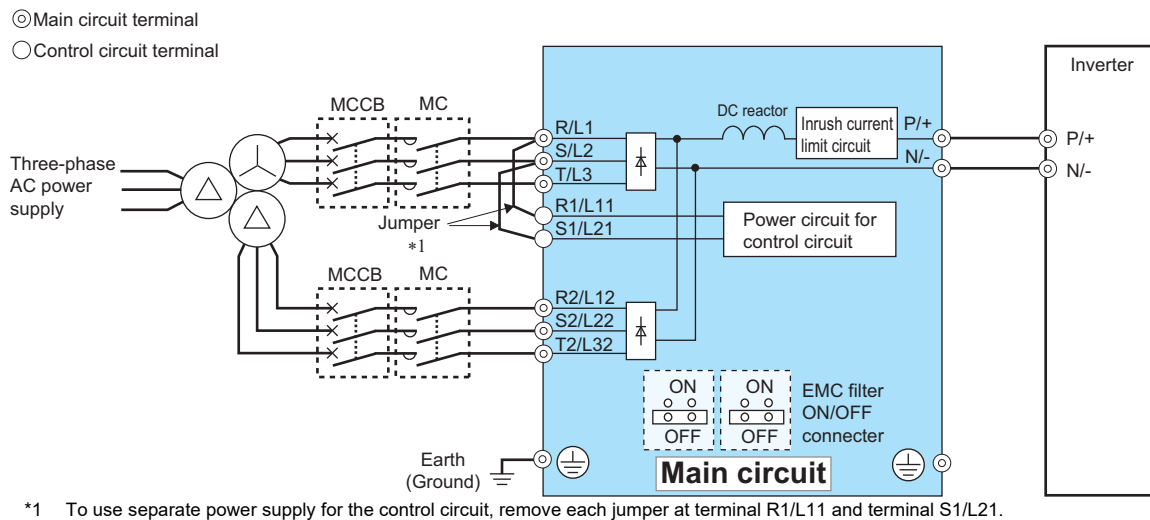 Main circuit terminal
Control circuit terminal
Three-phase
AC power
supply
MCCB
MC
Jumper
*1
MCCB
MC
Earth
(Ground)
R/L1
S/L2
T/L3
R1/L11
S1/L21
R2/L12
S2/L22
T2/L32
DC reactor
Inrush current
limit circuit
P/+
N/-
Power circuit for
control circuit
ON
OFF
ON
OFF
EMC filter
ON/OFF
connecter
Main circuit
Inverter
P/+
N/-
*1 To use separate power supply for the control circuit, remove each jumper at terminal R1/L11 and terminal S1/L21.